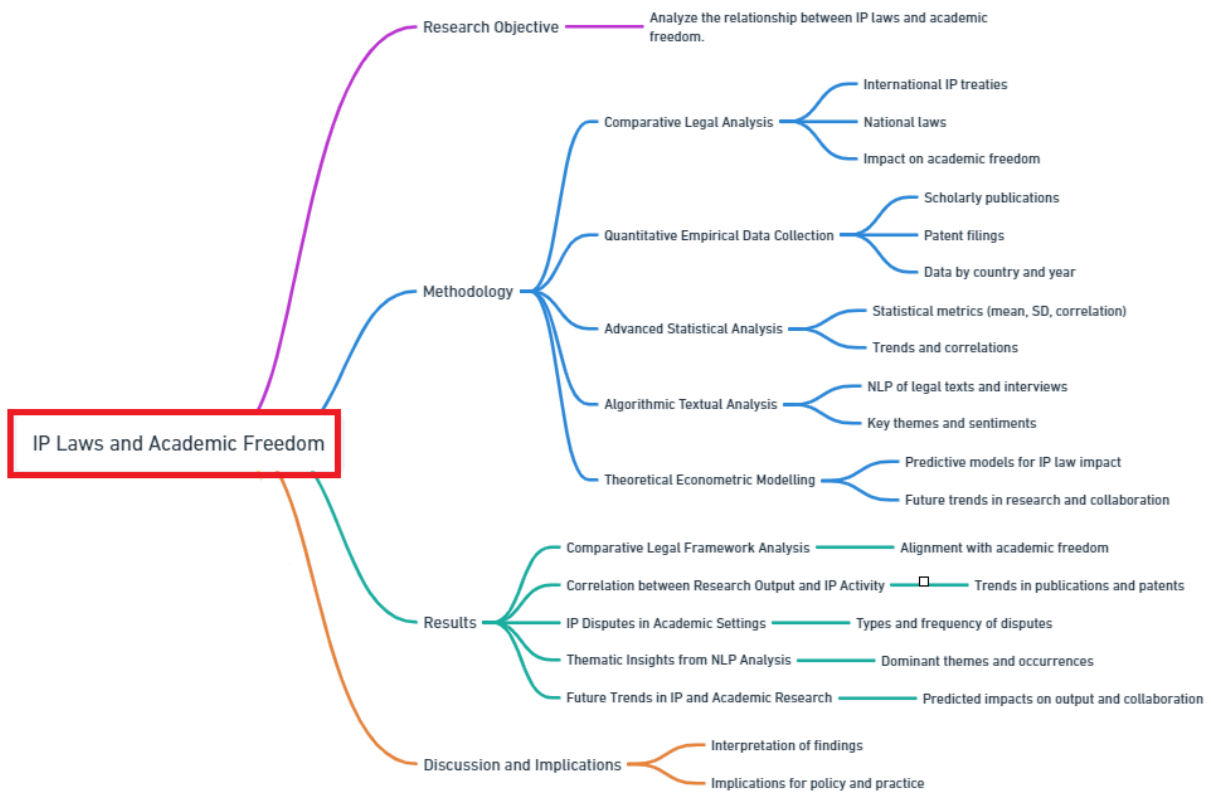 Research Objective
Analyze the relationship between IP laws and academic
freedom.
Methodology
Comparative Legal Analysis
International IP treaties
National laws
Impact on academic freedom
Quantitative Empirical Data Collection
Scholarly publications
Patent filings
Data by country and year
Advanced Statistical Analysis
Statistical metrics (mean, SD, correlation)
Trends and correlations
Algorithmic Textual Analysis
NLP of legal texts and interviews
Key themes and sentiments
Theoretical Econometric Modelling
Predictive models for IP law impact
Future trends in research and collaboration
IP Laws and Academic Freedom
Results
Comparative Legal Framework Analysis
Alignment with academic freedom
Correlation between Research Output and IP Activity
Trends in publications and patents
IP Disputes in Academic Settings
Types and frequency of disputes
Thematic Insights from NLP Analysis
Dominant themes and occurrences
Future Trends in IP and Academic Research
Predicted impacts on output and collaboration
Discussion and Implications
Interpretation of findings
Implications for policy and practice